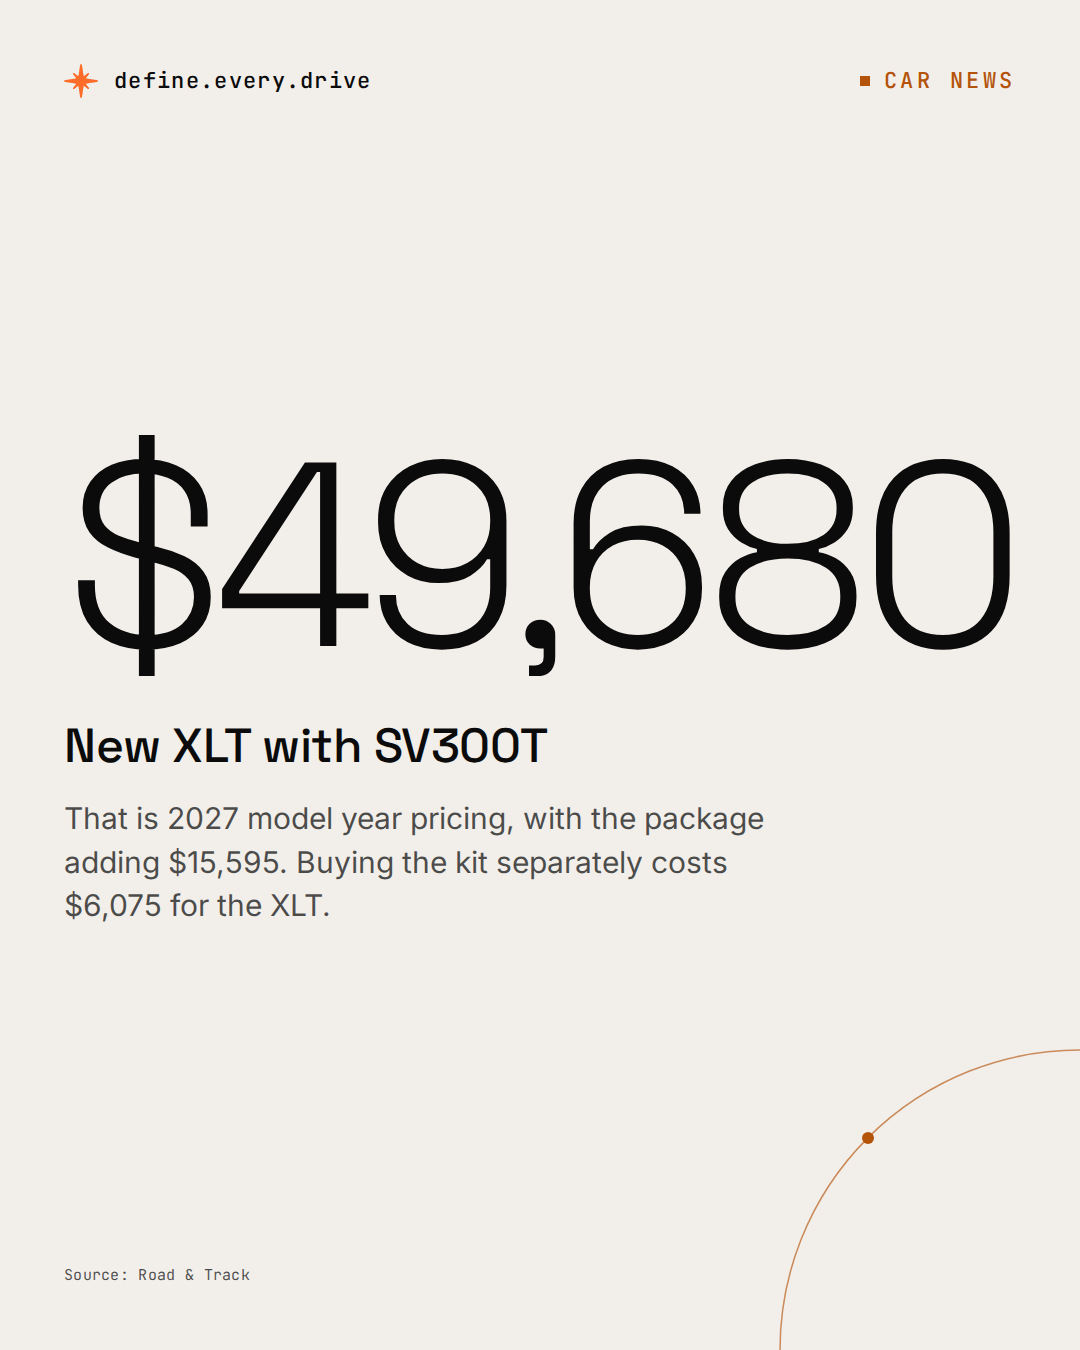 define.every.drive
CAR NEWS
$49,680
New XLT with SV300T
That is 2027 model year pricing, with the package
adding $15,595. Buying the kit separately costs
$6,075 for the XLT.
Source: Road & Track